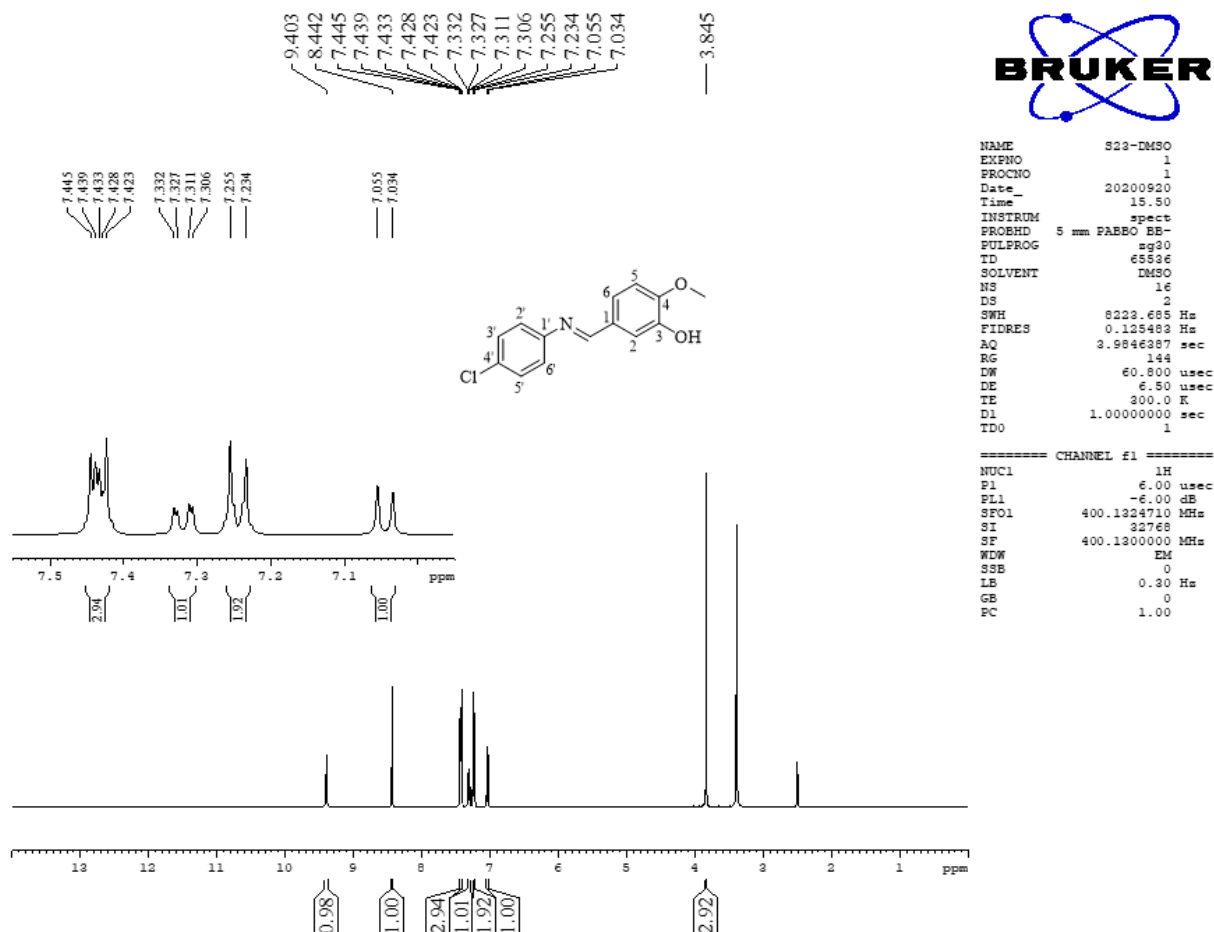 9.403
8.442
7.445
7.439
7.433
7.428
7.423
7.332
7.327
7.311
7.306
7.255
7.234
7.055
7.034
3.845
BRUKER
7.445
7.439
7.433
7.428
7.423
7.332
7.327
7.311
7.306
7.255
7.234
7.055
7.034
NAME S23-DMSO
EXPNO 1
PROCNO 1
Date_ 20200920
Time 15.50
INSTRUM spect
PROBHD 5 mm PABBO BB-
PULPROG zg30
TD 65536
SOLVENT DMSO
NS 16
DS 2
SWH 8223.685 Hz
FIDRES 0.125483 Hz
AQ 3.9846387 sec
RG 144
DW 60.800 usec
DE 6.50 usec
TE 300.0 K
D1 1.00000000 sec
TD0 1
======== CHANNEL f1 ========
NUC1 1H
P1 6.00 usec
PL1 -6.00 dB
SFO1 400.1324710 MHz
SI 32768
SF 400.1300000 MHz
WDW EM
SSB 0
LB 0.30 Hz
GB 0
PC 1.00
5
6 4 O
2' N 1
3' 1' 2 3 OH
4' 6'
Cl 5'
7.5 7.4 7.3 7.2 7.1 ppm
2.94 1.01 1.92 1.00
13 12 11 10 9 8 7 6 5 4 3 2 1 ppm
0.98 1.00 2.94 1.01 1.92 1.00 2.92